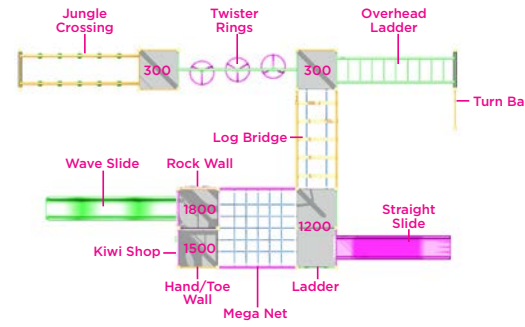 Jungle
Crossing
Twister
Rings
Overhead
Ladder
300
300
Turn Ba
Log Bridge
Wave Slide
Rock Wall
1800
1200
Straight
Slide
Kiwi Shop
1500
Hand/Toe
Wall
Ladder
Mega Net